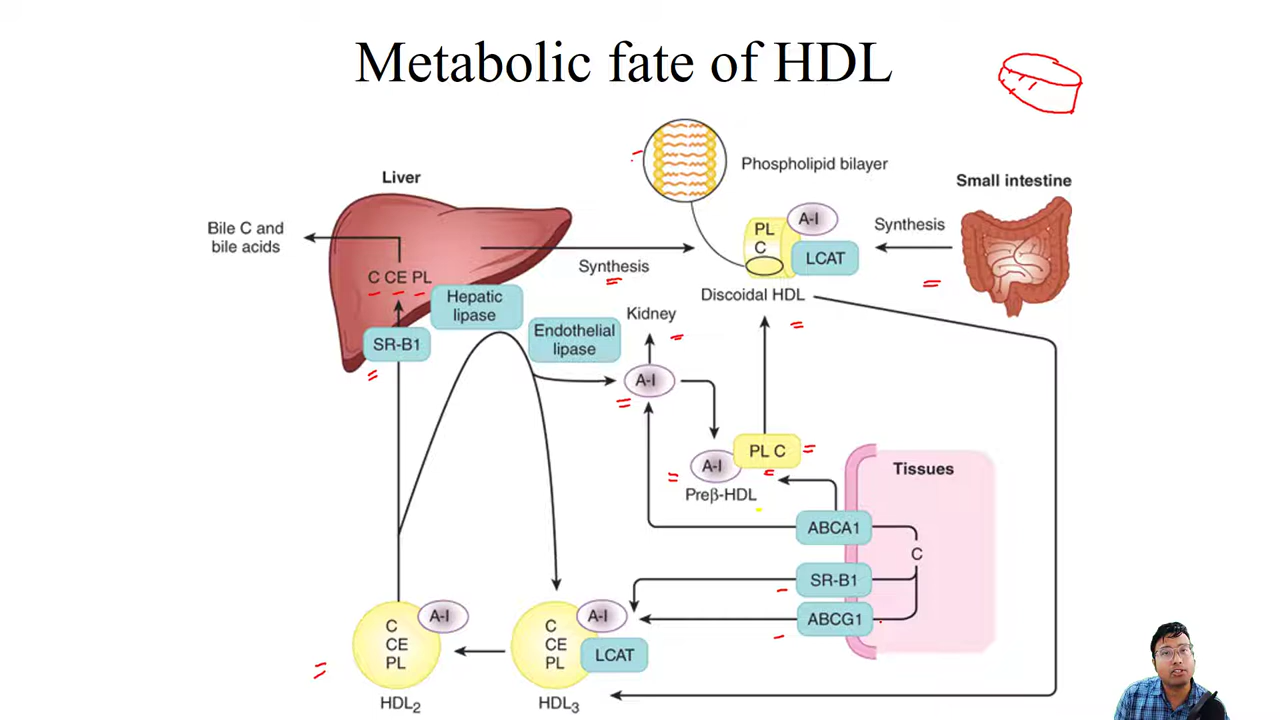 Metabolic fate of HDL
Phospholipid bilayer
Liver
Small intestine
Bile C and
bile acids
PL
C
A-I
LCAT
Synthesis
C CE PL
Synthesis
Hepatic
lipase
Discoidal HDL
Kidney
Endothelial
lipase
SR-B1
A-I
PL C
A-I
Preβ-HDL
Tissues
ABCA1
C
SR-B1
ABCG1
C
CE
PL
A-I
HDL₂
C
CE
PL
A-I
LCAT
HDL₃